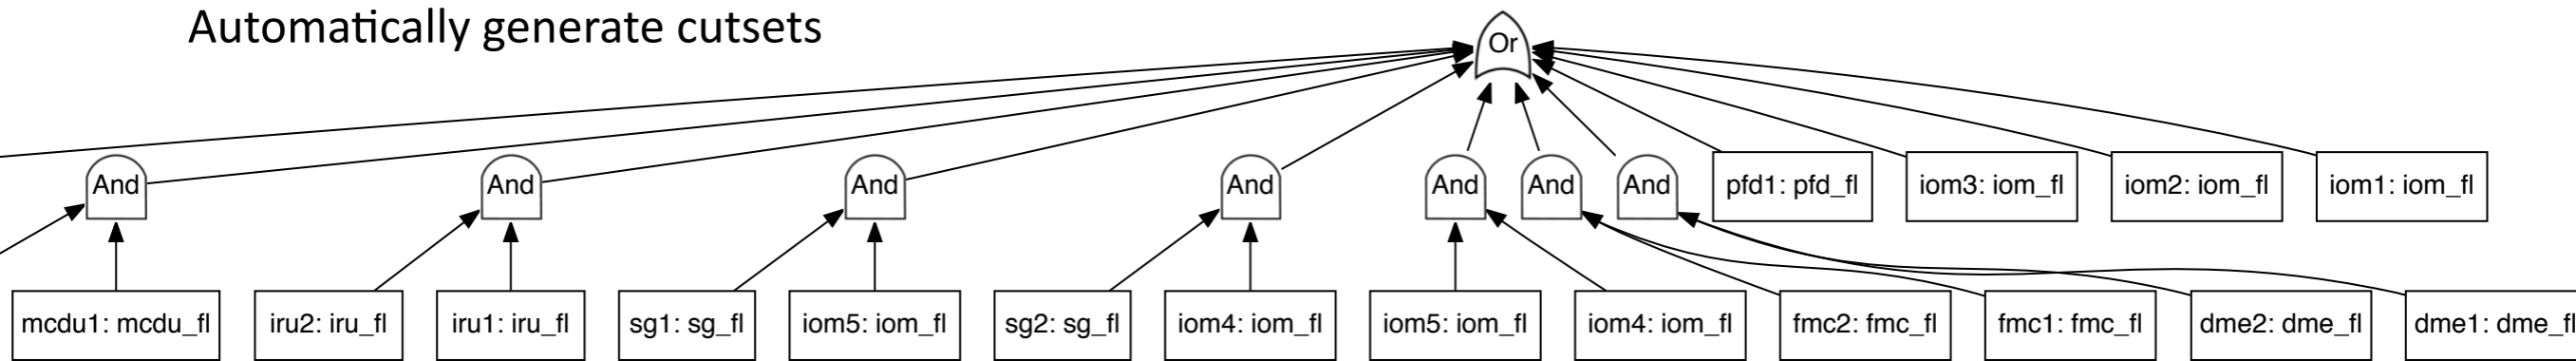 Automatically generate cutsets
Or
And
And
And
And
And
And
And
pfd1: pfd_fl
iom3: iom_fl
iom2: iom_fl
iom1: iom_fl
mcdu1: mcdu_fl
iru2: iru_fl
iru1: iru_fl
sg1: sg_fl
iom5: iom_fl
sg2: sg_fl
iom4: iom_fl
iom5: iom_fl
iom4: iom_fl
fmc2: fmc_fl
fmc1: fmc_fl
dme2: dme_fl
dme1: dme_fl